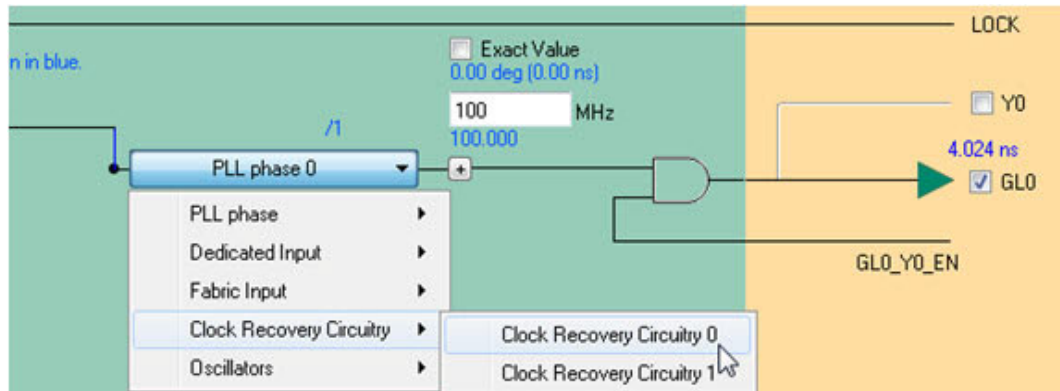 LOCK
n in blue.
Exact Value
0.00 deg (0.00 ns)
100 MHz
100.000
/1
Y0
4.024 ns
PLL phase 0
GL0
PLL phase
Dedicated Input
GL0_Y0_EN
Fabric Input
Clock Recovery Circuitry
Clock Recovery Circuitry 0
Oscillators
Clock Recovery Circuitry 1